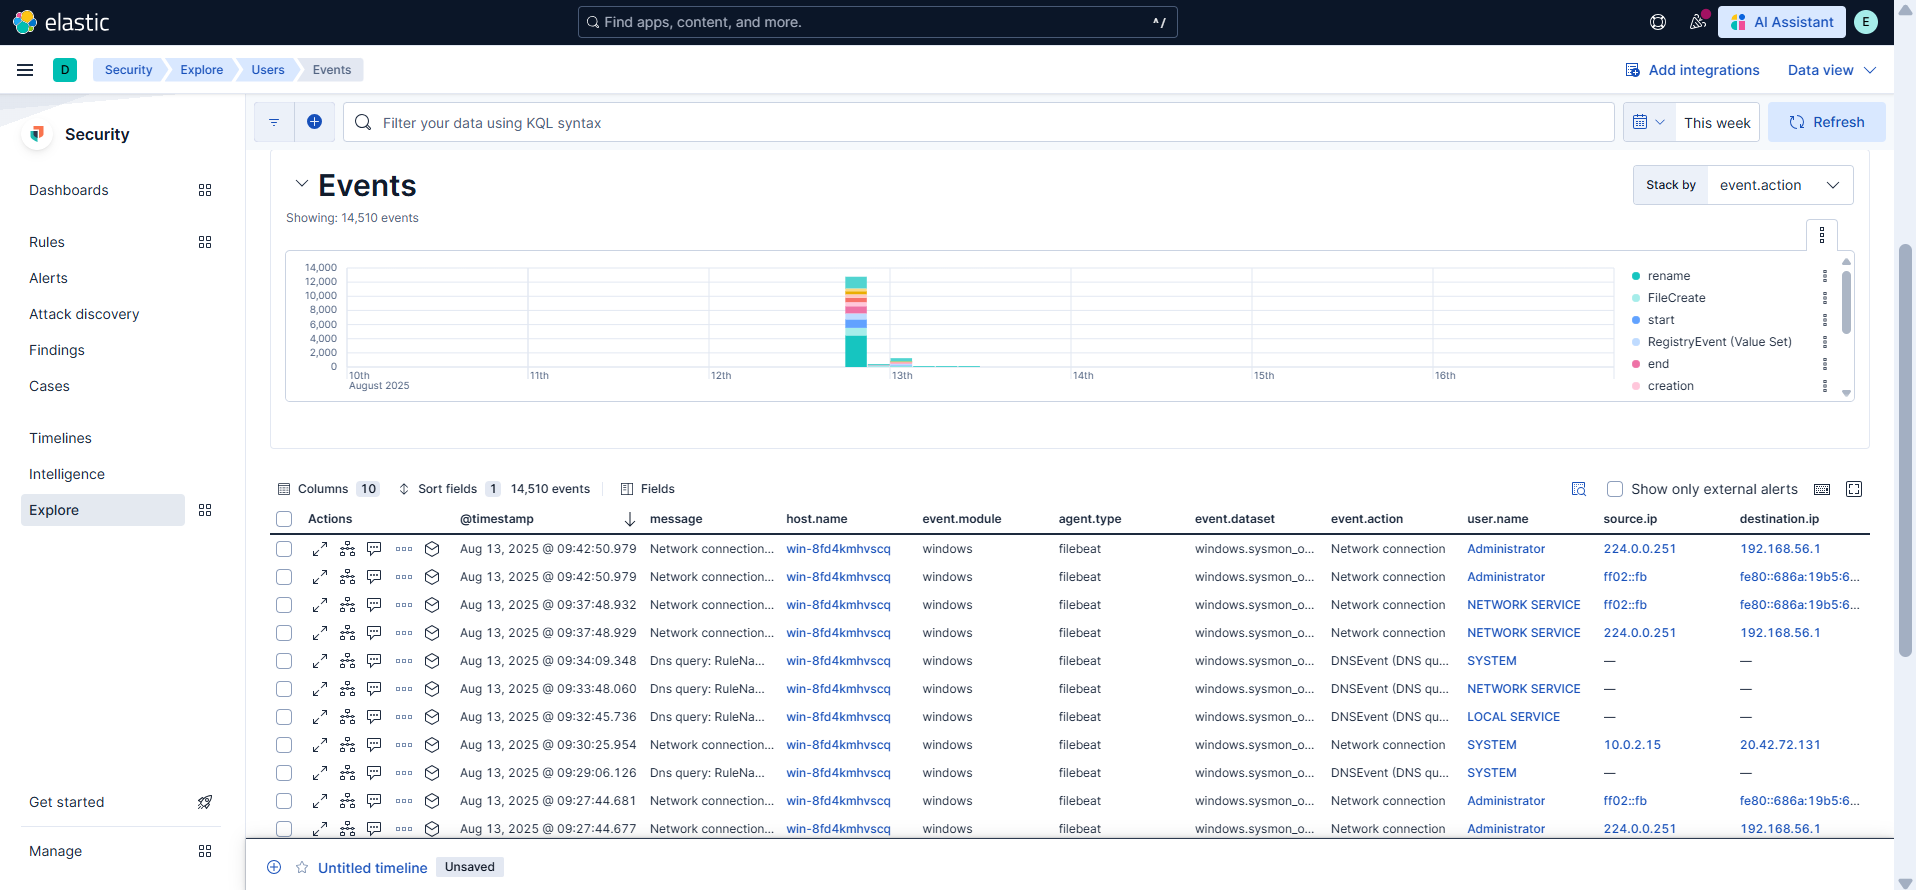 elastic
Find apps, content, and more.
^/
AI Assistant
E
D
Security
Explore
Users
Events
Add integrations
Data view
Security
Filter your data using KQL syntax
This week
Refresh
Dashboards
Rules
Alerts
Attack discovery
Findings
Cases
Timelines
Intelligence
Explore
Get started
Manage
Events
Showing: 14,510 events
Stack by
event.action
14,000
12,000
10,000
8,000
6,000
4,000
2,000
0
10th
August 2025
11th
12th
13th
14th
15th
16th
rename
FileCreate
start
RegistryEvent (Value Set)
end
creation
Columns 10 Sort fields 1 14,510 events Fields
Show only external alerts
Actions @timestamp message host.name event.module agent.type event.dataset event.action user.name source.ip destination.ip
Aug 13, 2025 @ 09:42:50.979 Network connection... win-8fd4kmhvscq windows filebeat windows.sysmon_o... Network connection Administrator 224.0.0.251 192.168.56.1
Aug 13, 2025 @ 09:42:50.979 Network connection... win-8fd4kmhvscq windows filebeat windows.sysmon_o... Network connection Administrator ff02::fb fe80::686a:19b5:6...
Aug 13, 2025 @ 09:37:48.932 Network connection... win-8fd4kmhvscq windows filebeat windows.sysmon_o... Network connection NETWORK SERVICE ff02::fb fe80::686a:19b5:6...
Aug 13, 2025 @ 09:37:48.929 Network connection... win-8fd4kmhvscq windows filebeat windows.sysmon_o... Network connection NETWORK SERVICE 224.0.0.251 192.168.56.1
Aug 13, 2025 @ 09:34:09.348 Dns query: RuleNa... win-8fd4kmhvscq windows filebeat windows.sysmon_o... DNSEvent (DNS qu... SYSTEM — —
Aug 13, 2025 @ 09:33:48.060 Dns query: RuleNa... win-8fd4kmhvscq windows filebeat windows.sysmon_o... DNSEvent (DNS qu... NETWORK SERVICE — —
Aug 13, 2025 @ 09:32:45.736 Dns query: RuleNa... win-8fd4kmhvscq windows filebeat windows.sysmon_o... DNSEvent (DNS qu... LOCAL SERVICE — —
Aug 13, 2025 @ 09:30:25.954 Network connection... win-8fd4kmhvscq windows filebeat windows.sysmon_o... Network connection SYSTEM 10.0.2.15 20.42.72.131
Aug 13, 2025 @ 09:29:06.126 Dns query: RuleNa... win-8fd4kmhvscq windows filebeat windows.sysmon_o... DNSEvent (DNS qu... SYSTEM — —
Aug 13, 2025 @ 09:27:44.681 Network connection... win-8fd4kmhvscq windows filebeat windows.sysmon_o... Network connection Administrator ff02::fb fe80::686a:19b5:6...
Aug 13, 2025 @ 09:27:44.677 Network connection... win-8fd4kmhvscq windows filebeat windows.sysmon_o... Network connection Administrator 224.0.0.251 192.168.56.1
Untitled timeline Unsaved